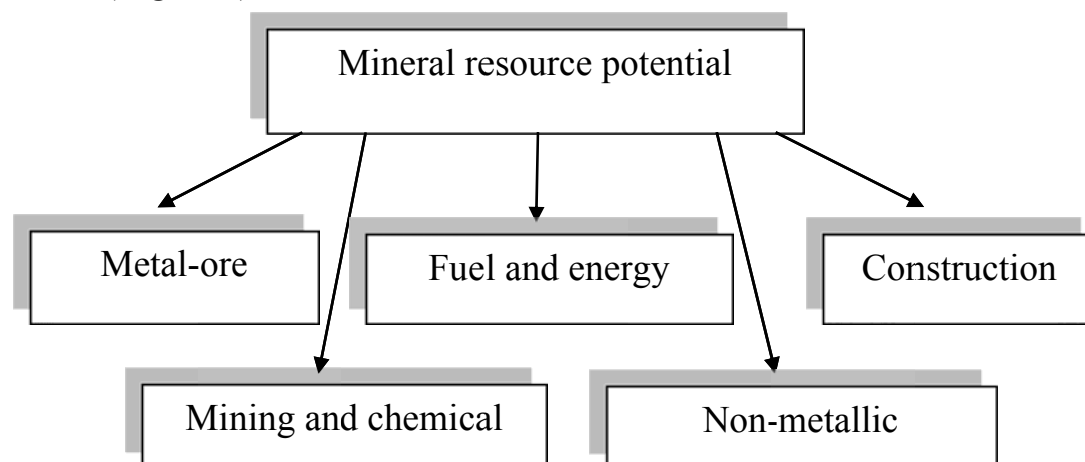 Mineral resource potential
Metal-ore
Fuel and energy
Construction
Mining and chemical
Non-metallic